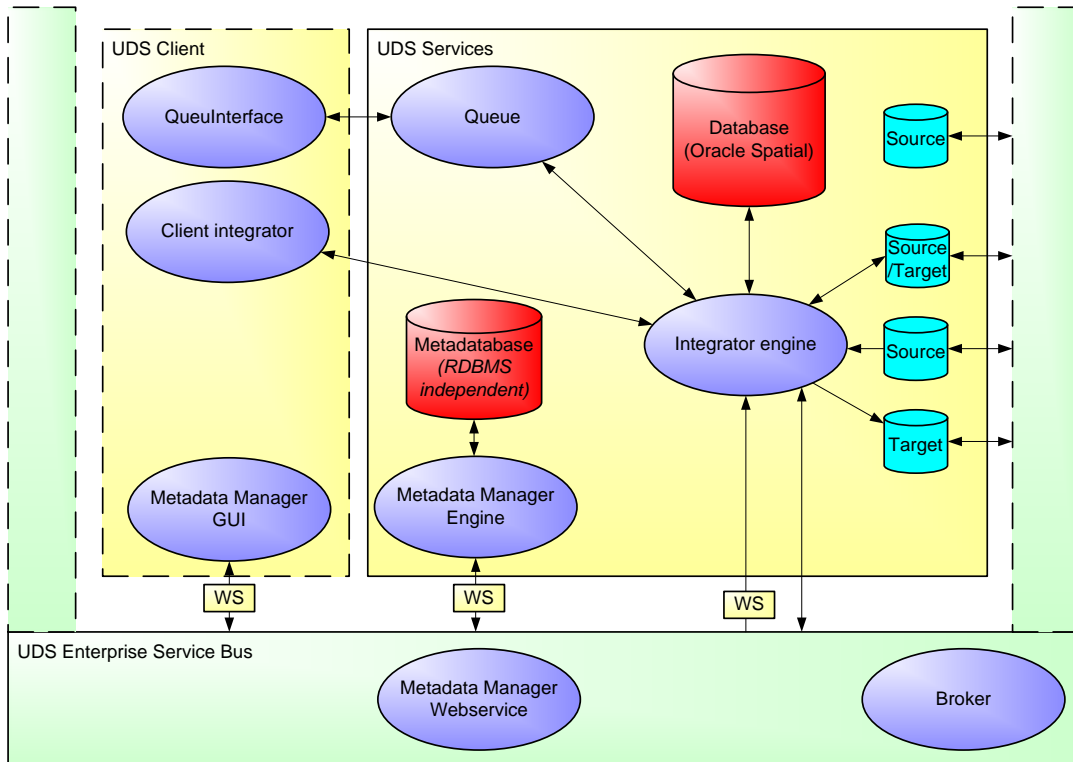 UDS Client
UDS Services
QueuInterface
Queue
Database
(Oracle Spatial)
Source
Client integrator
Source
/Target
Metadatabase
(RDBMS
independent)
Integrator engine
Source
Target
Metadata Manager
GUI
Metadata Manager
Engine
WS
WS
WS
UDS Enterprise Service Bus
Metadata Manager
Webservice
Broker